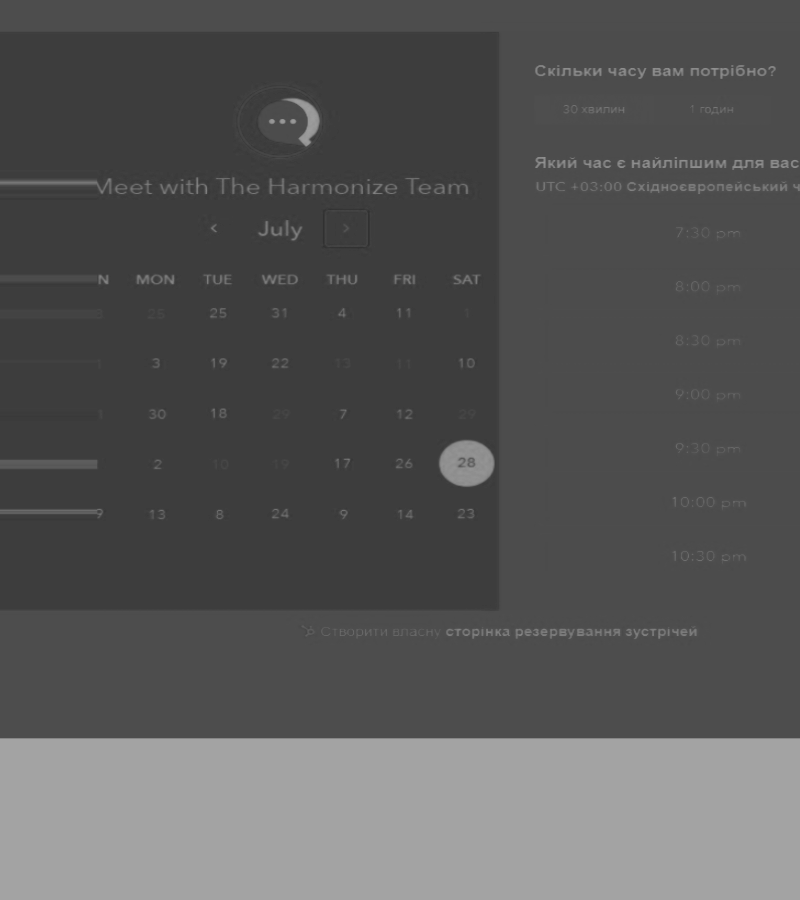 Meet with The Harmonize Team
July
N MON TUE WED THU FRI SAT
25 25 31 4 11 1
3 19 22 13 11 10
30 18 29 7 12 29
2 10 19 17 26 28
9 13 8 24 9 14 23
Скільки часу вам потрібно?
30 хвилин 1 годин
Який час є найліпшим для вас
UTC +03:00 Східноєвропейський ч
7:30 pm
8:00 pm
8:30 pm
9:00 pm
9:30 pm
10:00 pm
10:30 pm
Створити власну сторінка резервування зустрічей